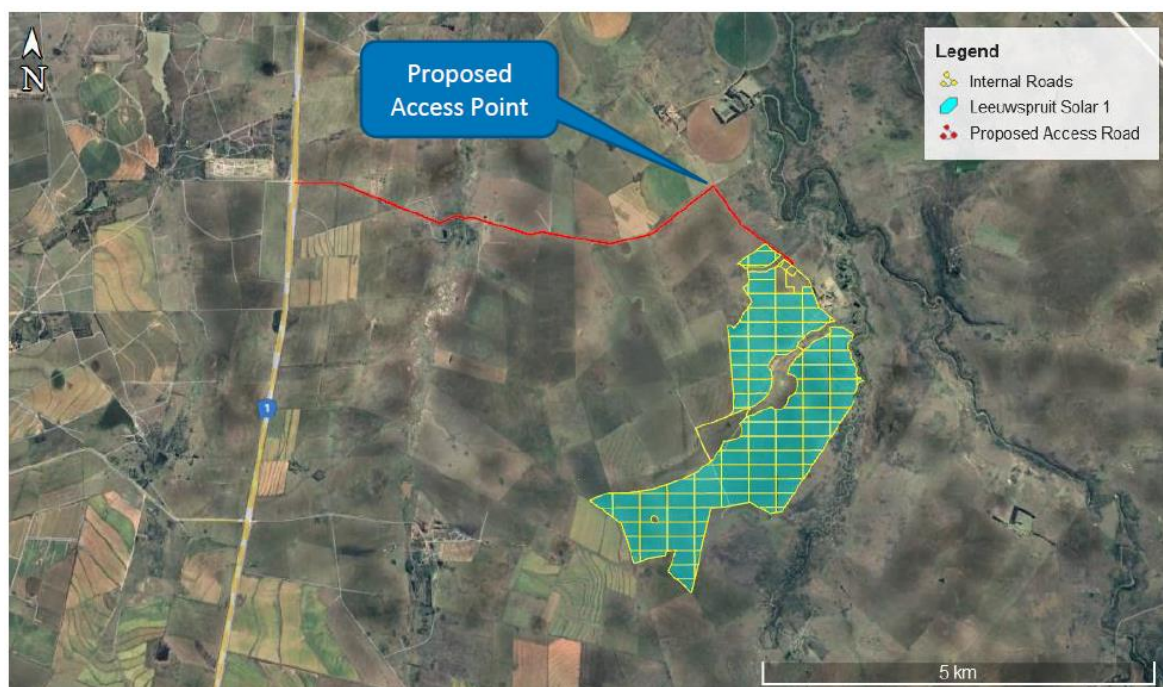 N
Proposed
Access Point
Legend
Internal Roads
Leeuwspruit Solar 1
Proposed Access Road
1
5 km